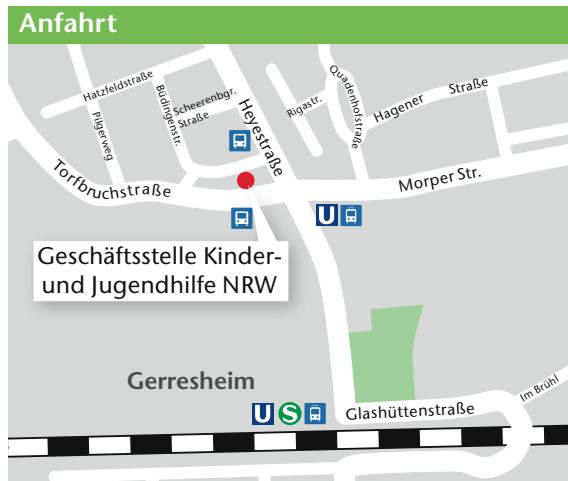 Anfahrt
Hatzfeldstraße
Pilgerweg
Büdingenstr.
Scheerenbgr.
Straße
Heyestraße
Rigastr.
Quadenhofstraße
Hagener Straße
Torfbruchstraße
Morper Str.
U
Geschäftsstelle Kinder-
und Jugendhilfe NRW
Gerresheim
U S
Glashüttenstraße
Im Brühl